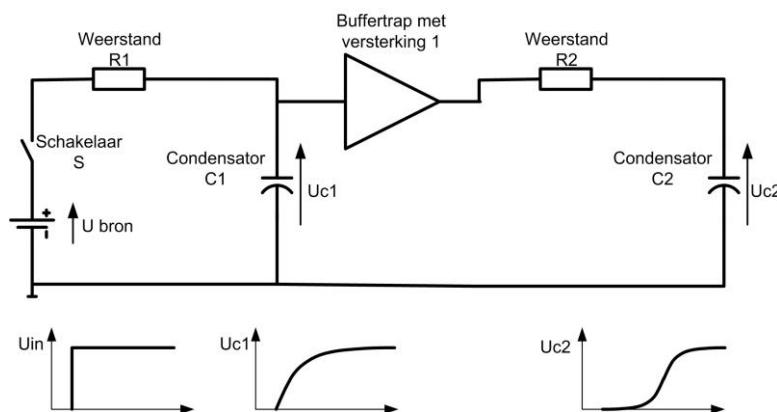 Buffertrap met
versterking 1
Weerstand
R1
Weerstand
R2
Schakelaar
S
Condensator
C1
Uc1
Condensator
C2
Uc2
+
-
U bron
Uin
Uc1
Uc2